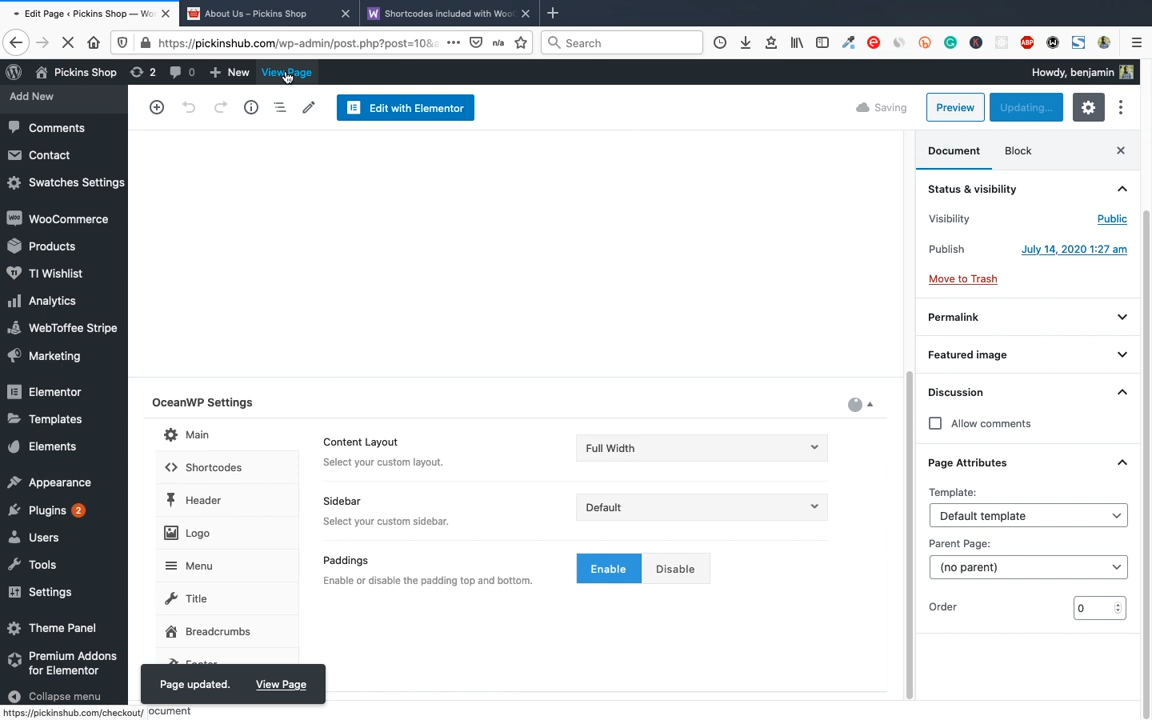 Edit Page ‹ Pickins Shop — Wo
About Us – Pickins Shop
Shortcodes included with WooC
https://pickinshub.com/wp-admin/post.php?post=10&a
Search
Pickins Shop
2
0
New
View Page
Howdy, benjamin
Add New
Comments
Contact
Swatches Settings
WooCommerce
Products
TI Wishlist
Analytics
WebToffee Stripe
Marketing
Elementor
Templates
Elements
Appearance
Plugins 2
Users
Tools
Settings
Theme Panel
Premium Addons
for Elementor
Collapse menu
Edit with Elementor
Saving
Preview
Updating...
OceanWP Settings
Main
Shortcodes
Header
Logo
Menu
Title
Breadcrumbs
Footer
Content Layout
Select your custom layout.
Full Width
Sidebar
Select your custom sidebar.
Default
Paddings
Enable or disable the padding top and bottom.
Enable
Disable
Document
Block
Status & visibility
Visibility
Public
Publish
July 14, 2020 1:27 am
Move to Trash
Permalink
Featured image
Discussion
Allow comments
Page Attributes
Template:
Default template
Parent Page:
(no parent)
Order
0
Page updated.
View Page
https://pickinshub.com/checkout/
ocument